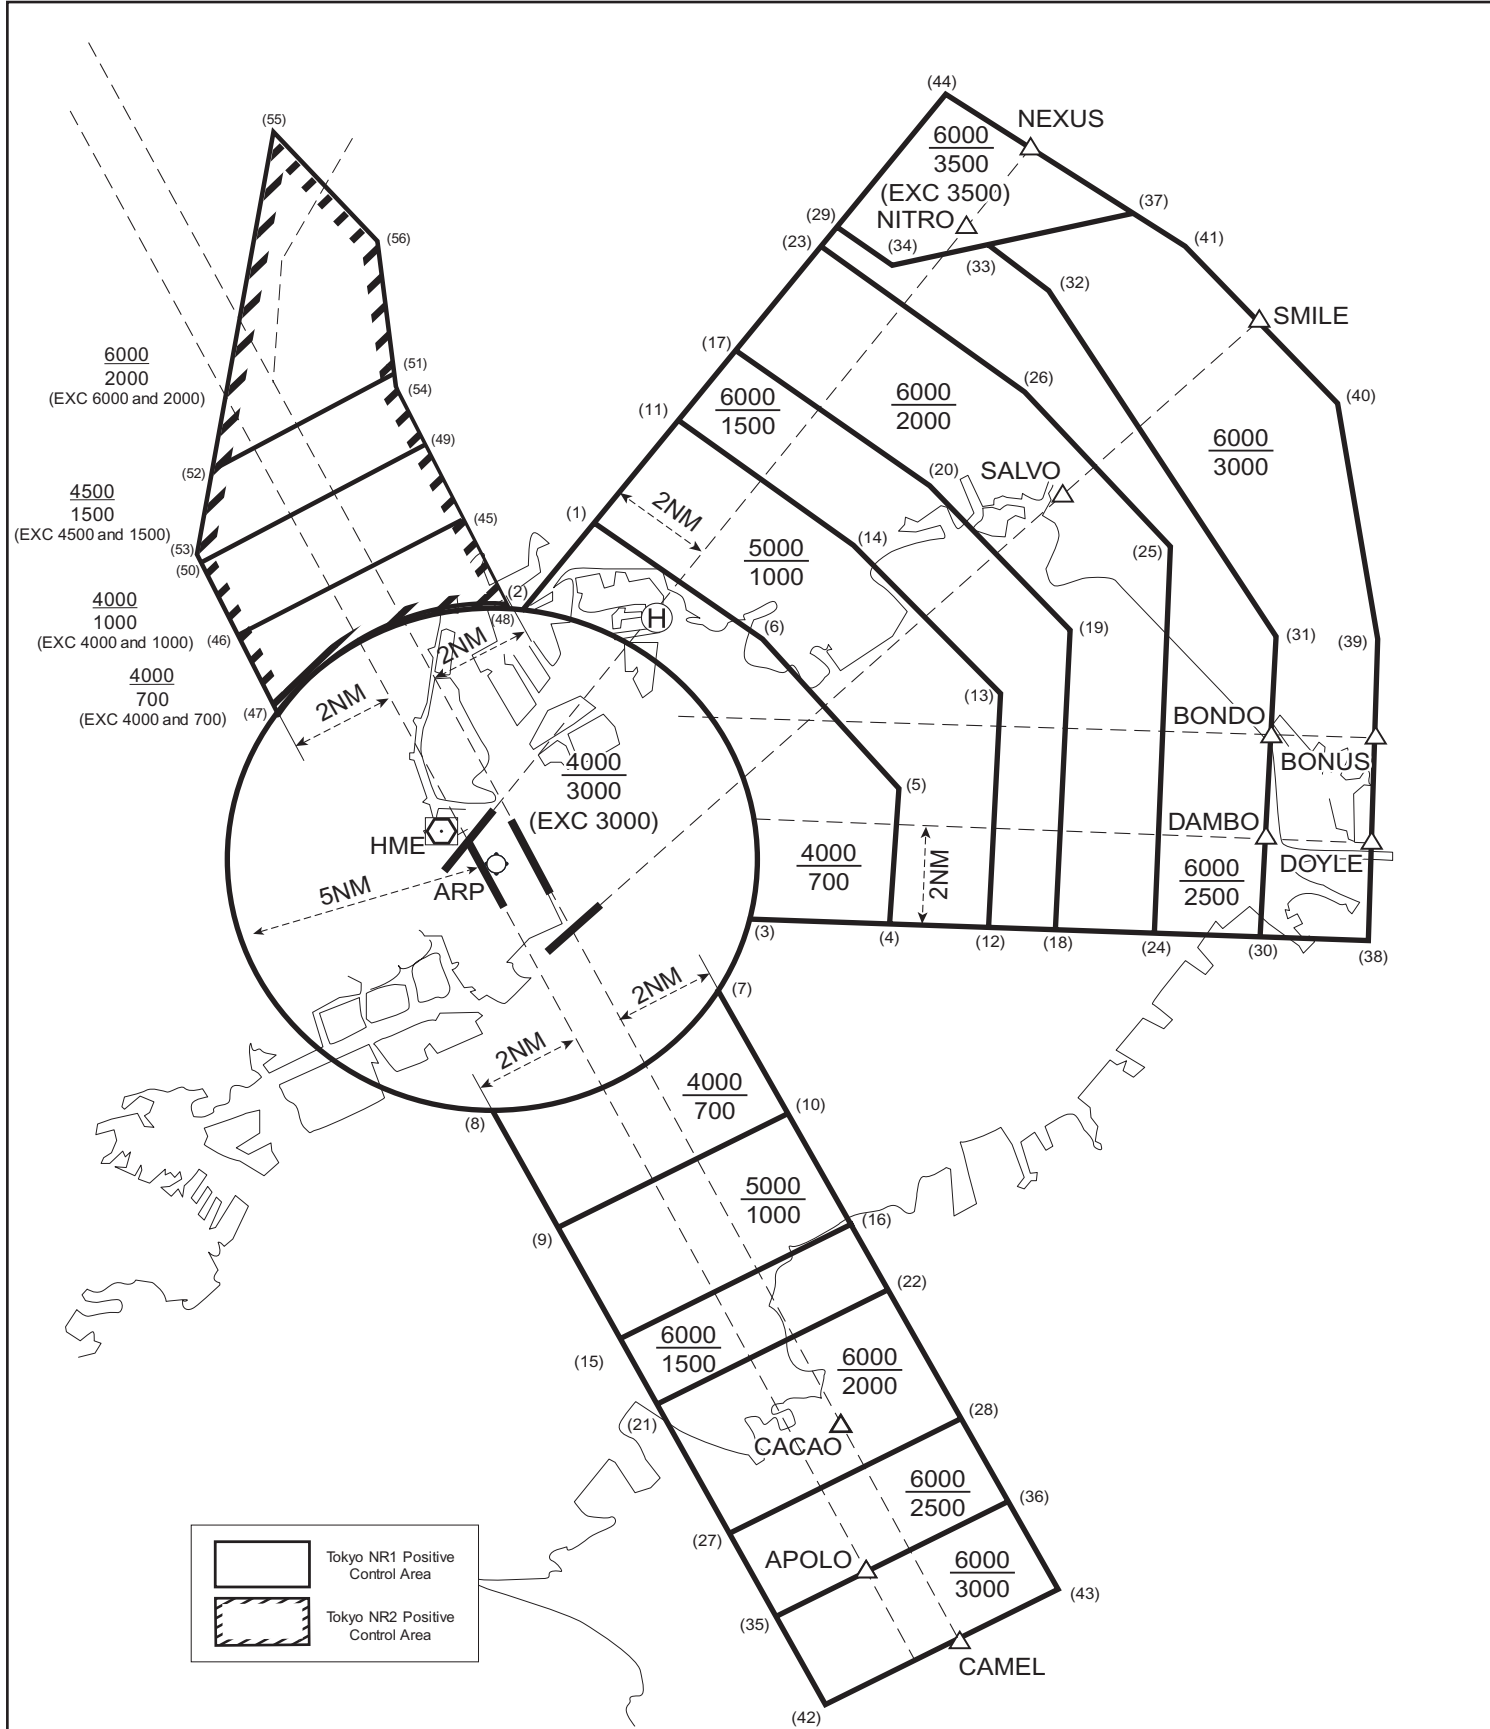 (44)
NEXUS
6000
3500
(EXC 3500)
NITRO
(29)
(23)
(34)
(33)
(37)
(41)
(32)
SMILE
(55)
(56)
(51)
(54)
6000
2000
(EXC 6000 and 2000)
(52)
(49)
4500
1500
(EXC 4500 and 1500)
(53)
(50)
(45)
4000
1000
(EXC 4000 and 1000)
(46)
4000
700
(EXC 4000 and 700)
(47)
(48)
(2)
(1)
(17)
(11)
6000
1500
6000
2000
(26)
(40)
6000
3000
SALVO
(20)
2NM
(14)
5000
1000
(25)
H
(6)
(19)
(31)
(39)
2NM
2NM
(13)
BONDO
BONUS
4000
3000
(EXC 3000)
(5)
DAMBO
DOYLE
HME
ARP
5NM
4000
700
2NM
6000
2500
(3)
(4)
(12)
(18)
(24)
(30)
(38)
2NM
(7)
2NM
(8)
4000
700
(10)
5000
1000
(9)
(16)
(22)
(15)
6000
1500
6000
2000
(21)
CACAO
(28)
6000
2500
(36)
(27)
APOLO
6000
3000
(43)
(35)
CAMEL
(42)
Tokyo NR1 Positive
Control Area
Tokyo NR2 Positive
Control Area